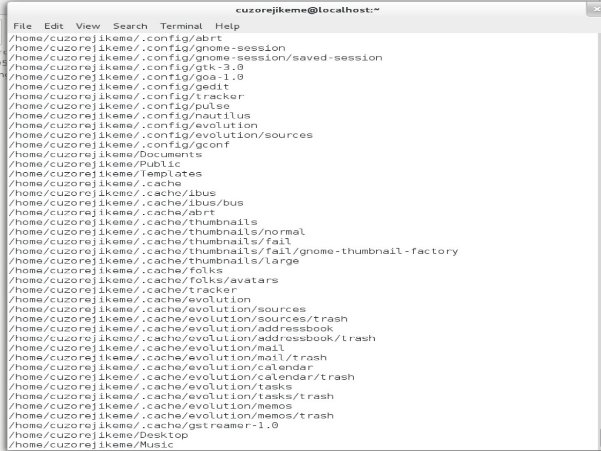 cuzorejikeme@localhost:~
File Edit View Search Terminal Help
/home/cuzorejikeme/.config/abrt
/home/cuzorejikeme/.config/gnome-session
/home/cuzorejikeme/.config/gnome-session/saved-session
/home/cuzorejikeme/.config/gtk-3.0
/home/cuzorejikeme/.config/goa-1.0
/home/cuzorejikeme/.config/gedit
/home/cuzorejikeme/.config/tracker
/home/cuzorejikeme/.config/pulse
/home/cuzorejikeme/.config/nautilus
/home/cuzorejikeme/.config/evolution
/home/cuzorejikeme/.config/evolution/sources
/home/cuzorejikeme/.config/gconf
/home/cuzorejikeme/Documents
/home/cuzorejikeme/Public
/home/cuzorejikeme/Templates
/home/cuzorejikeme/.cache
/home/cuzorejikeme/.cache/ibus
/home/cuzorejikeme/.cache/ibus/bus
/home/cuzorejikeme/.cache/abrt
/home/cuzorejikeme/.cache/thumbnails
/home/cuzorejikeme/.cache/thumbnails/normal
/home/cuzorejikeme/.cache/thumbnails/fail
/home/cuzorejikeme/.cache/thumbnails/fail/gnome-thumbnail-factory
/home/cuzorejikeme/.cache/thumbnails/large
/home/cuzorejikeme/.cache/folks
/home/cuzorejikeme/.cache/folks/avatars
/home/cuzorejikeme/.cache/tracker
/home/cuzorejikeme/.cache/evolution
/home/cuzorejikeme/.cache/evolution/sources
/home/cuzorejikeme/.cache/evolution/sources/trash
/home/cuzorejikeme/.cache/evolution/addressbook
/home/cuzorejikeme/.cache/evolution/addressbook/trash
/home/cuzorejikeme/.cache/evolution/mail
/home/cuzorejikeme/.cache/evolution/mail/trash
/home/cuzorejikeme/.cache/evolution/calendar
/home/cuzorejikeme/.cache/evolution/calendar/trash
/home/cuzorejikeme/.cache/evolution/tasks
/home/cuzorejikeme/.cache/evolution/tasks/trash
/home/cuzorejikeme/.cache/evolution/memos
/home/cuzorejikeme/.cache/evolution/memos/trash
/home/cuzorejikeme/.cache/gstreamer-1.0
/home/cuzorejikeme/Desktop
/home/cuzorejikeme/Music